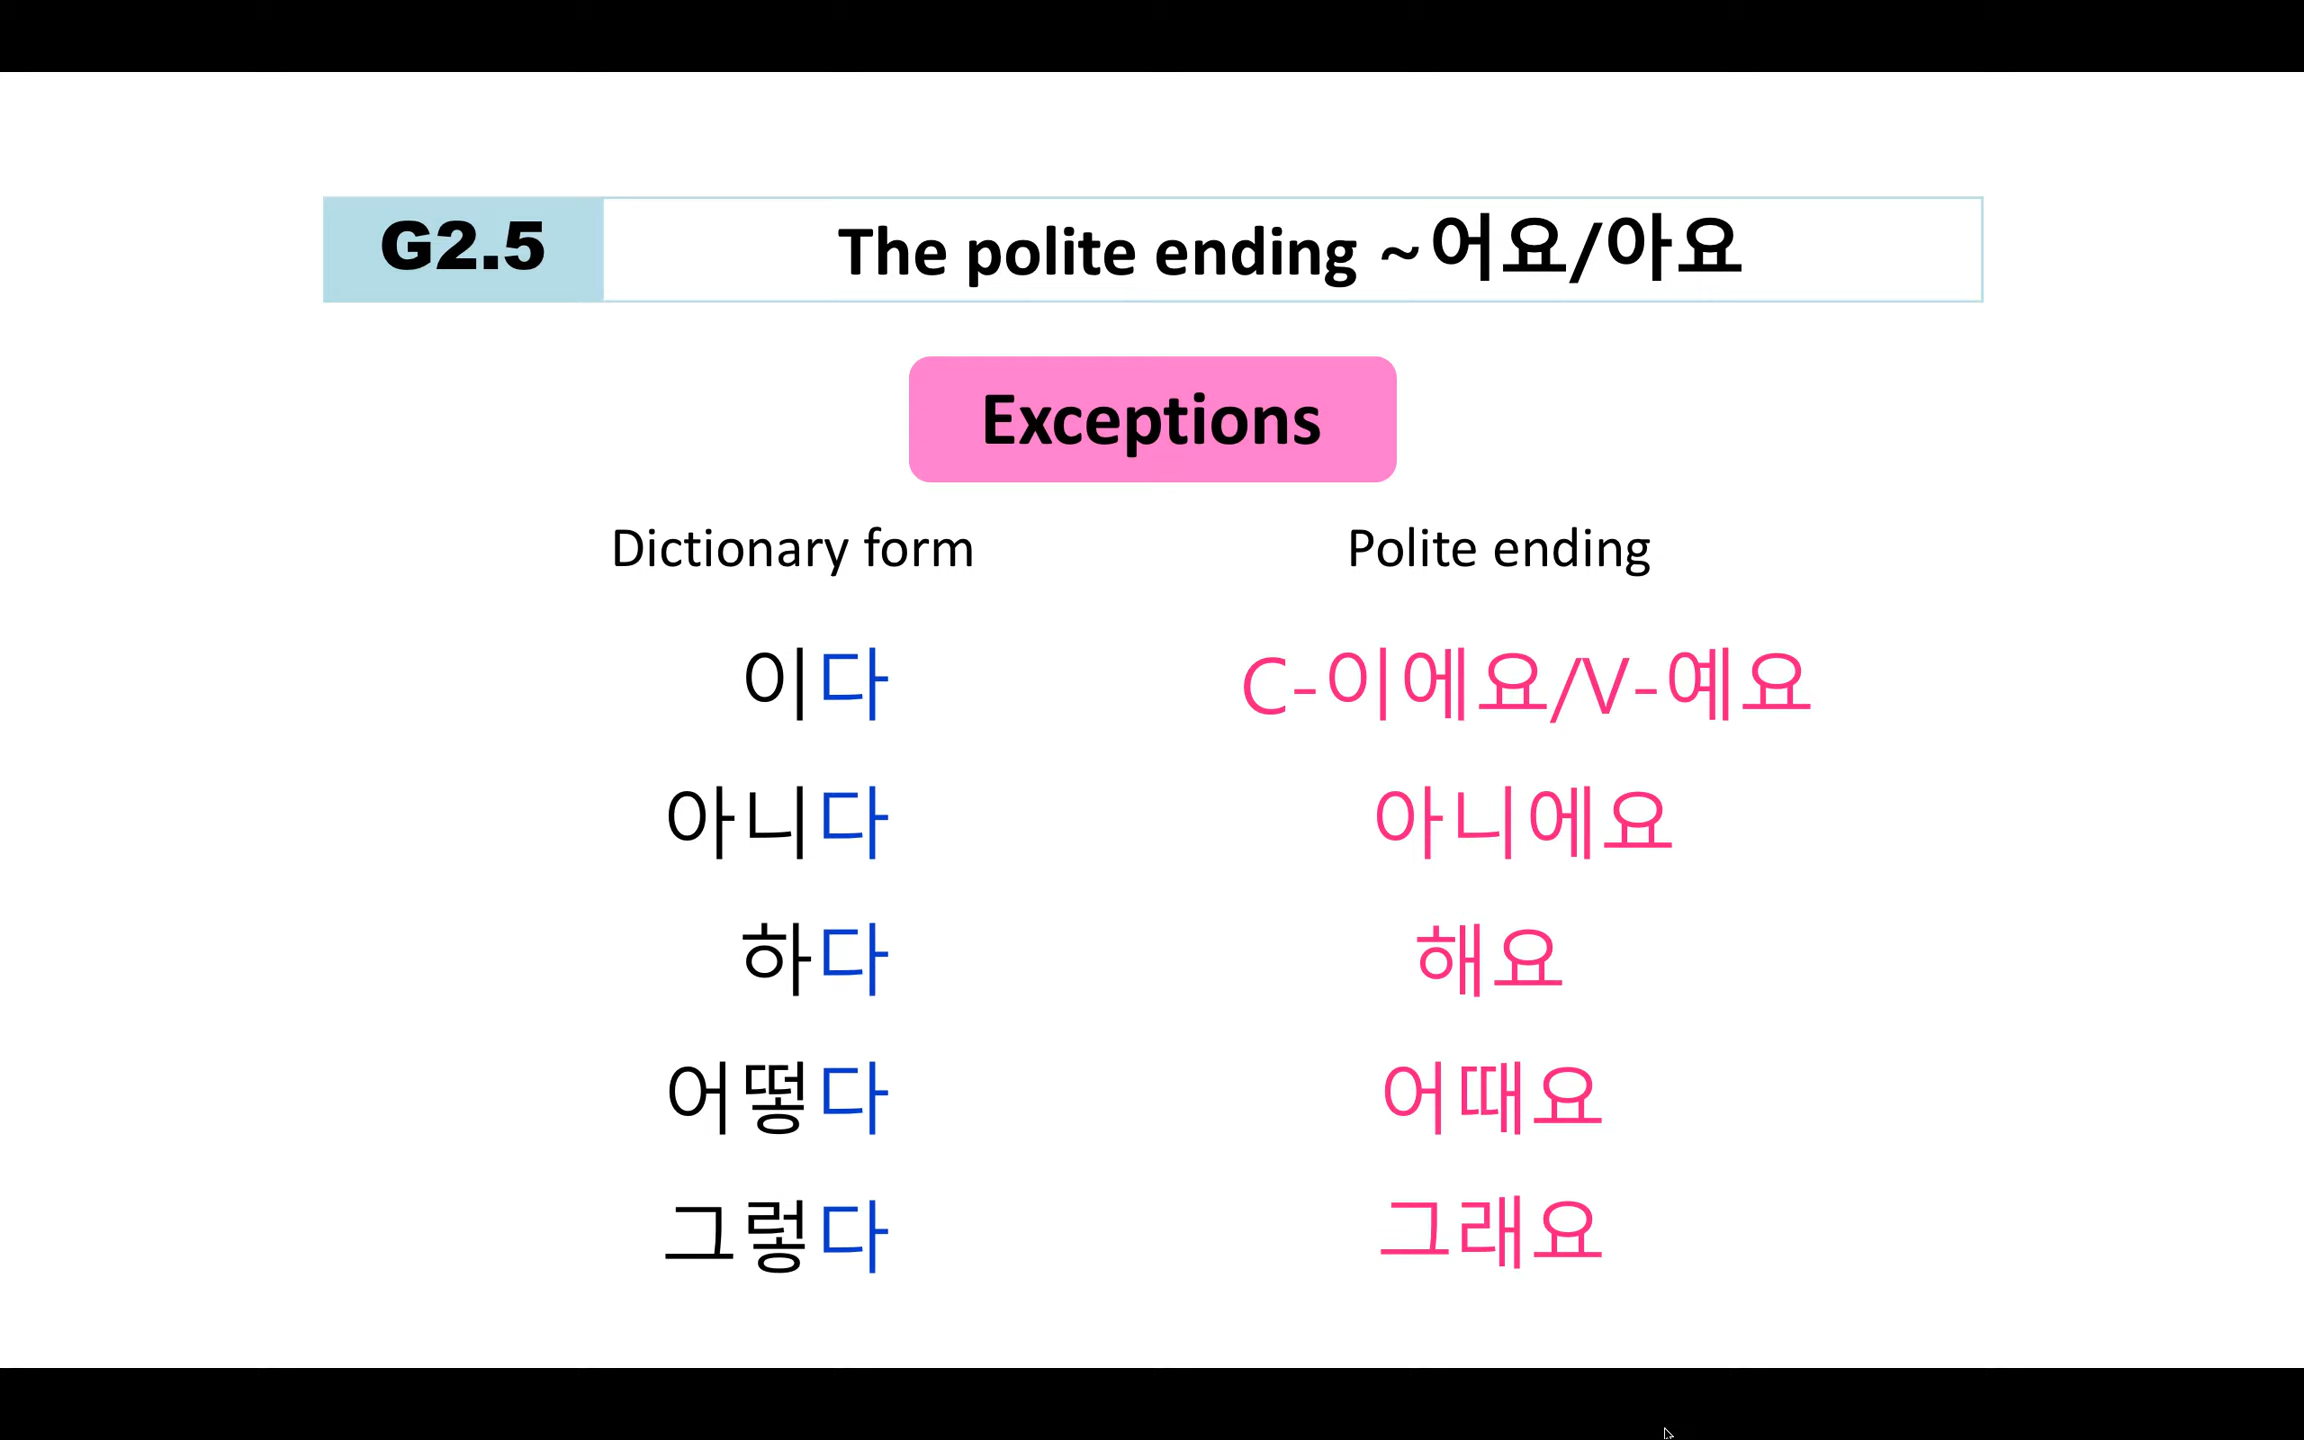 G2.5 The polite ending ~어요/아요
Exceptions
Dictionary form Polite ending
이다 C-이에요/V-예요
아니다 아니에요
하다 해요
어떻다 어때요
그렇다 그래요